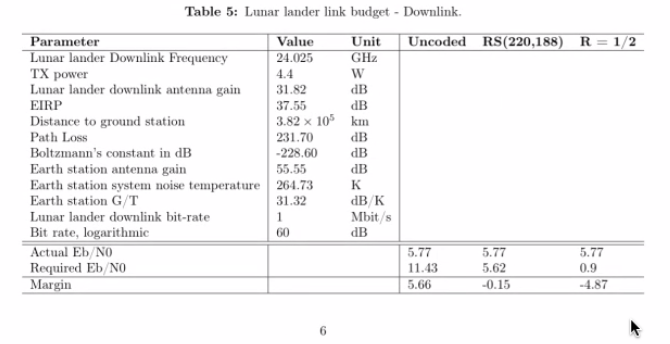 Table 5: Lunar lander link budget - Downlink.
Parameter Value Unit Uncoded RS(220,188) R = 1/2
Lunar lander Downlink Frequency 24.025 GHz
TX power 4.4 W
Lunar lander downlink antenna gain 31.82 dB
EIRP 37.55 dB
Distance to ground station 3.82 × 10⁵ km
Path Loss 231.70 dB
Boltzmann's constant in dB -228.60 dB
Earth station antenna gain 55.55 dB
Earth station system noise temperature 264.73 K
Earth station G/T 31.32 dB/K
Lunar lander downlink bit-rate 1 Mbit/s
Bit rate, logarithmic 60 dB
Actual Eb/N0 5.77 5.77 5.77
Required Eb/N0 11.43 5.62 0.9
Margin 5.66 -0.15 -4.87
6